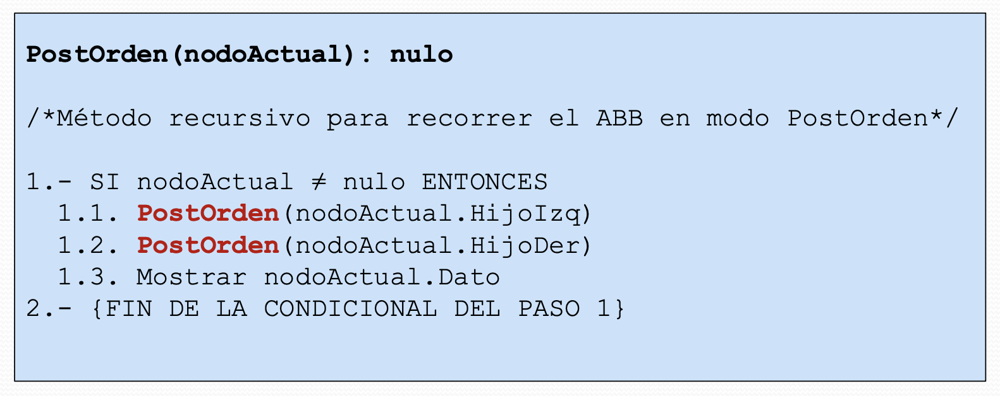 PostOrden(nodoActual): nulo
/*Método recursivo para recorrer el ABB en modo PostOrden*/
1.- SI nodoActual ≠ nulo ENTONCES
1.1. PostOrden(nodoActual.HijoIzq)
1.2. PostOrden(nodoActual.HijoDer)
1.3. Mostrar nodoActual.Dato
2.- {FIN DE LA CONDICIONAL DEL PASO 1}